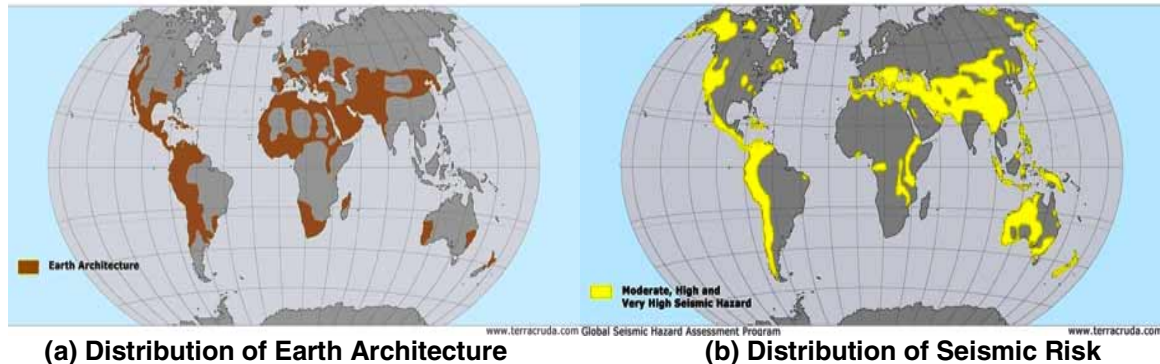 Earth Architecture
www.terracruda.com
Moderate, High and
Very High Seismic Hazard
Global Seismic Hazard Assessment Program
www.terracruda.com
(a) Distribution of Earth Architecture
(b) Distribution of Seismic Risk